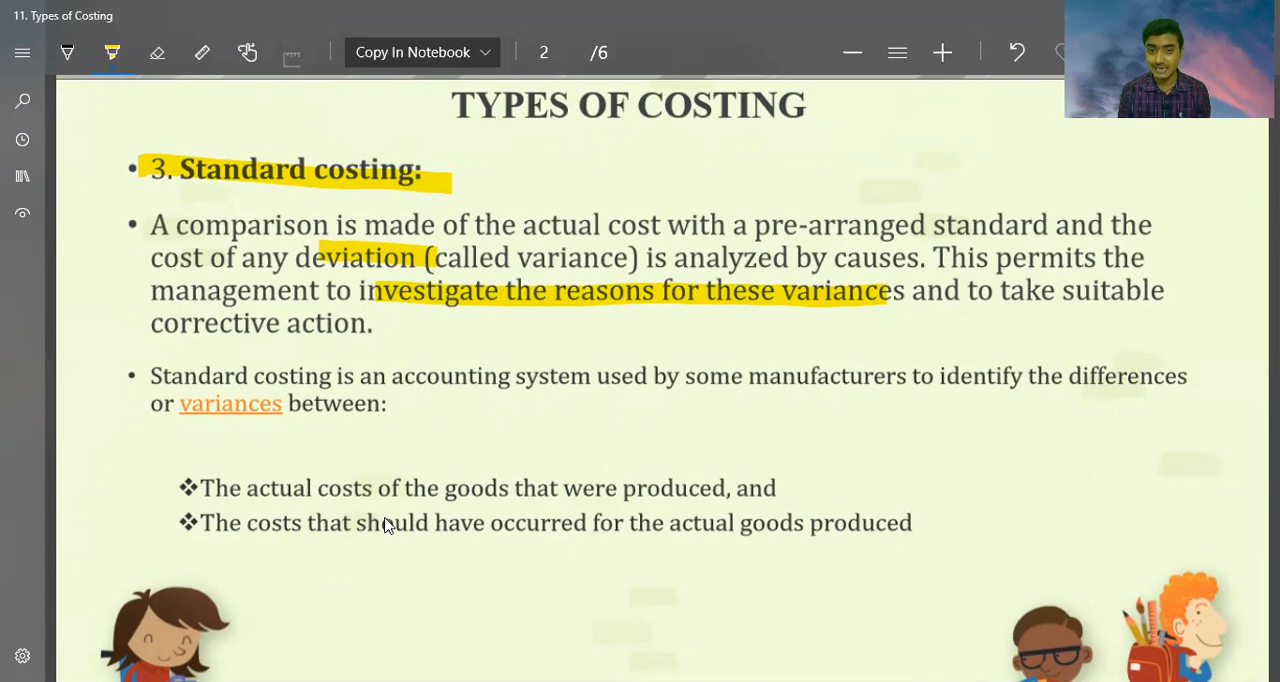 11. Types of Costing
Copy In Notebook
2
/6
TYPES OF COSTING
• 3. Standard costing:
• A comparison is made of the actual cost with a pre-arranged standard and the
cost of any deviation (called variance) is analyzed by causes. This permits the
management to investigate the reasons for these variances and to take suitable
corrective action.
• Standard costing is an accounting system used by some manufacturers to identify the differences
or variances between:
❖The actual costs of the goods that were produced, and
❖The costs that should have occurred for the actual goods produced